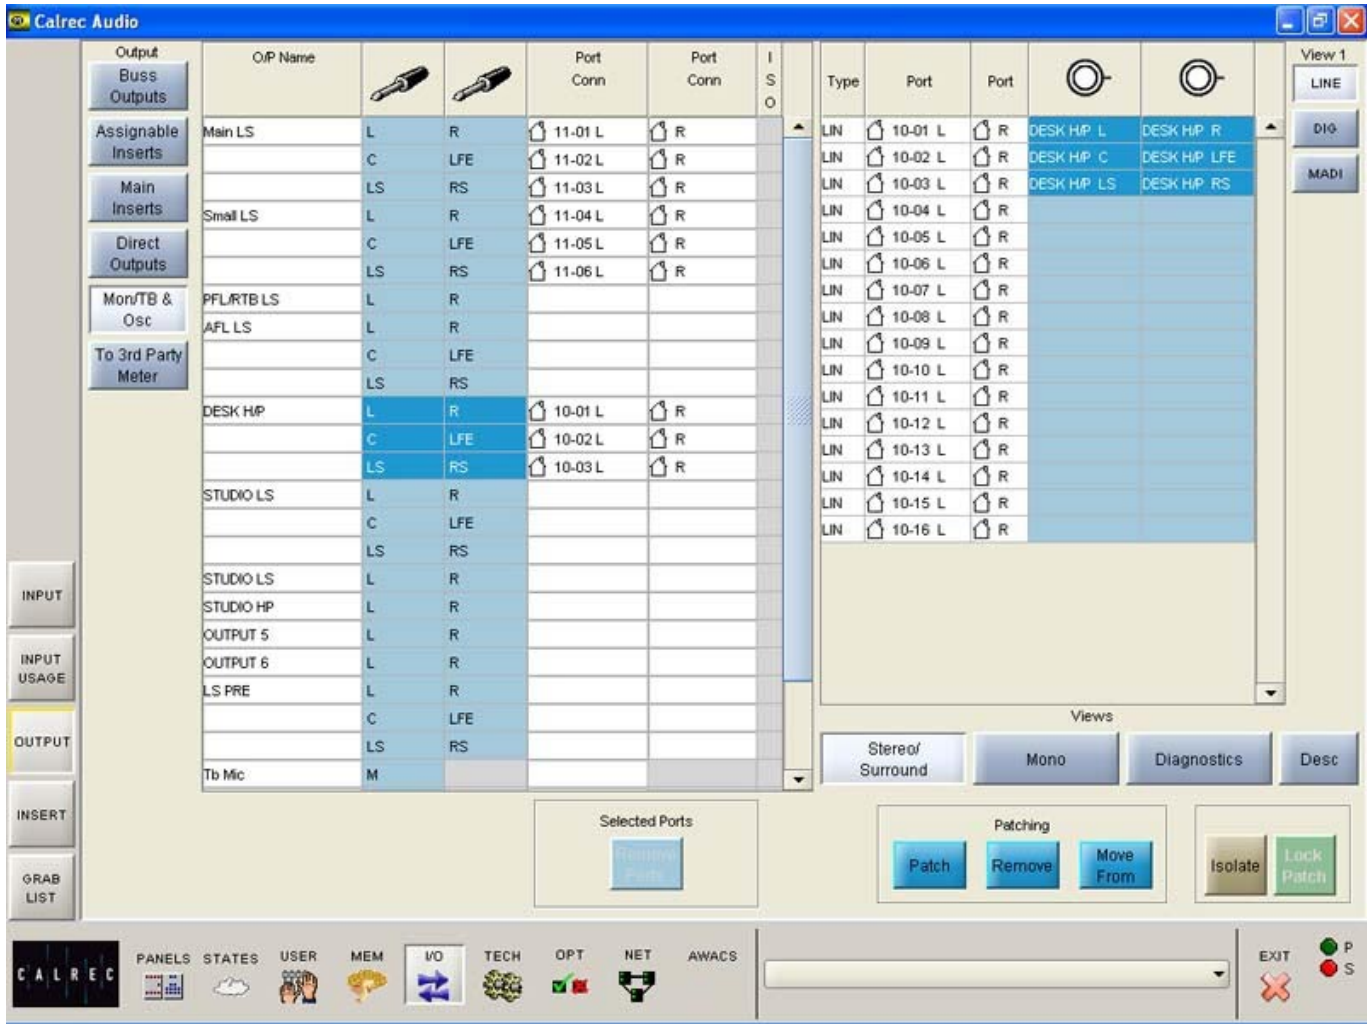 Calrec Audio
Output
Buss Outputs
Assignable Inserts
Main Inserts
Direct Outputs
Mon/TB & Osc
To 3rd Party Meter
INPUT
INPUT USAGE
OUTPUT
INSERT
GRAB LIST
O/P Name Port Conn Port Conn I S O
Main LS L R 11-01 L R
C LFE 11-02 L R
LS RS 11-03 L R
Small LS L R 11-04 L R
C LFE 11-05 L R
LS RS 11-06 L R
PFL/RTB LS L R
AFL LS L R
C LFE
LS RS
DESK H/P L R 10-01 L R
C LFE 10-02 L R
LS RS 10-03 L R
STUDIO LS L R
C LFE
LS RS
STUDIO LS L R
STUDIO HP L R
OUTPUT 5 L R
OUTPUT 6 L R
LS PRE L R
C LFE
LS RS
Tb Mic M
Type Port Port
LIN 10-01 L R DESK H/P L DESK H/P R
LIN 10-02 L R DESK H/P C DESK H/P LFE
LIN 10-03 L R DESK H/P LS DESK H/P RS
LIN 10-04 L R
LIN 10-05 L R
LIN 10-06 L R
LIN 10-07 L R
LIN 10-08 L R
LIN 10-09 L R
LIN 10-10 L R
LIN 10-11 L R
LIN 10-12 L R
LIN 10-13 L R
LIN 10-14 L R
LIN 10-15 L R
LIN 10-16 L R
View 1
LINE
DIG
MADI
Views
Stereo/ Surround Mono Diagnostics Desc
Selected Ports
Remove Ports
Patching
Patch Remove Move From
Isolate Lock Patch
CALREC PANELS STATES USER MEM I/O TECH OPT NET AWACS EXIT
P
S